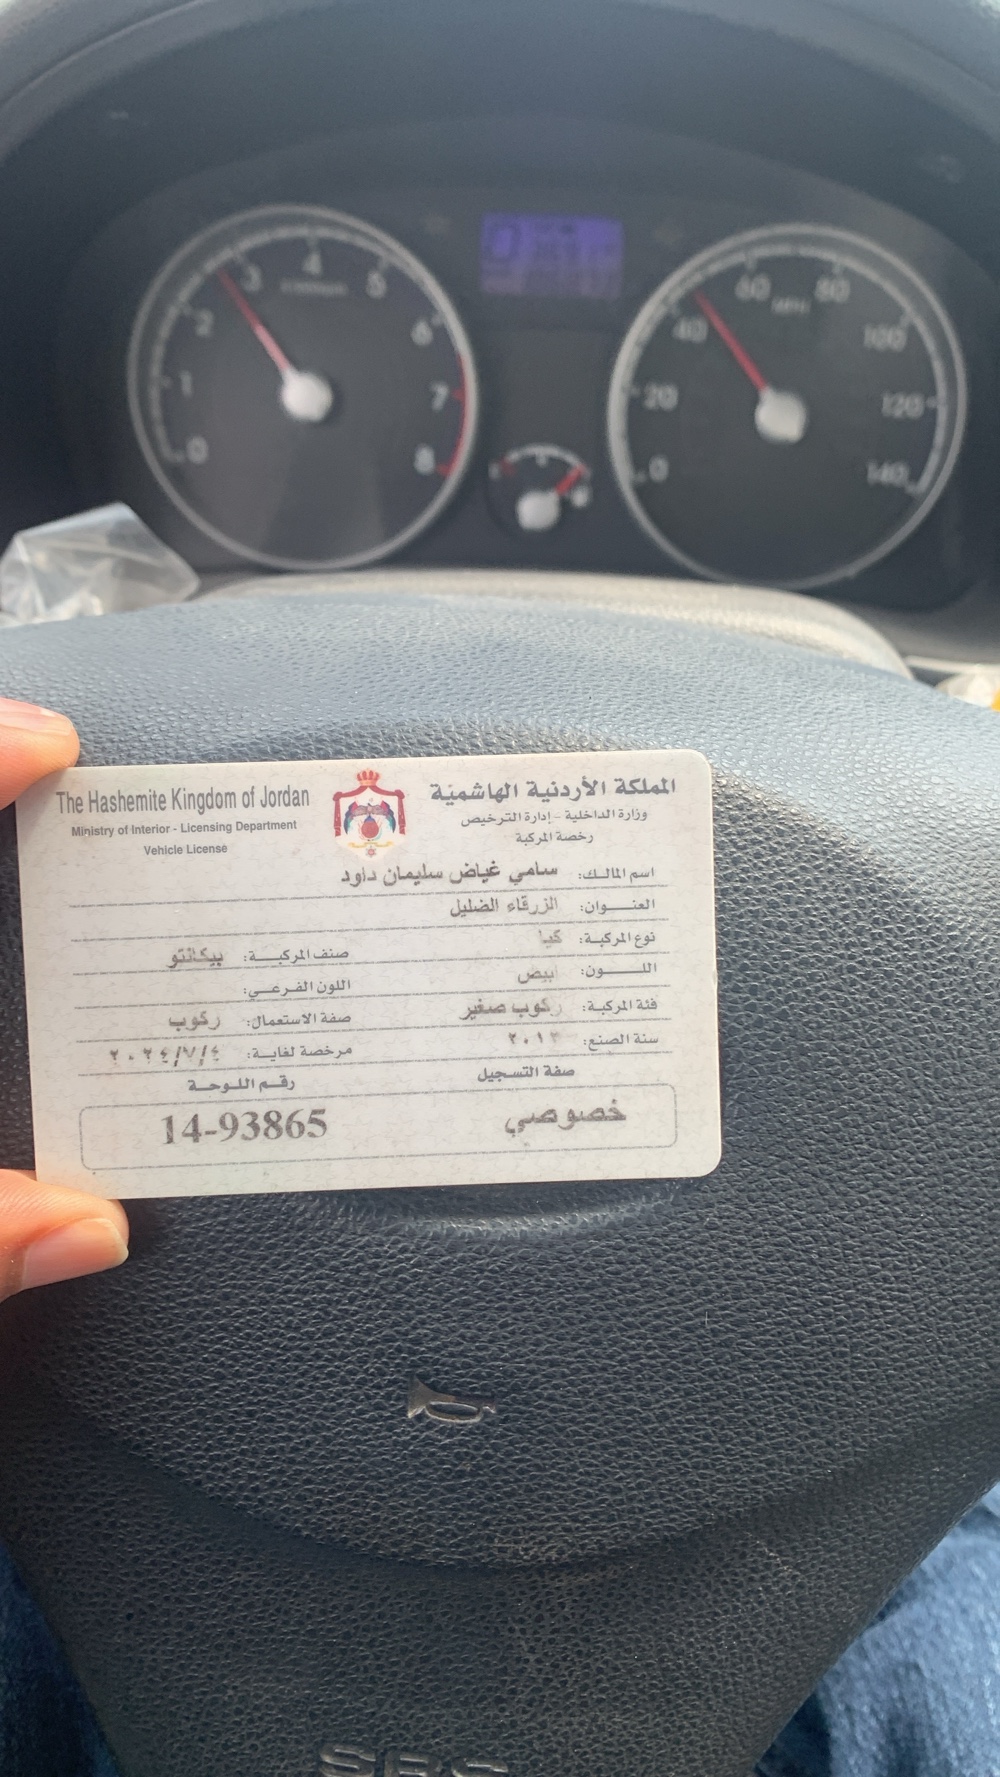 3 4 5
2 6
1 7
0 8
60 80
MPH
40 100
20 120
0 140
The Hashemite Kingdom of Jordan
Ministry of Interior - Licensing Department
Vehicle License
المملكة الأردنية الهاشميّة
وزارة الداخلية - إدارة الترخيص
رخصة المركبة
اسم المالك: سامي غياض سليمان داود
العنوان: الزرقاء الضليل
نوع المركبة: كيا صنف المركبة: بيكانتو
اللون: ابيض اللون الفرعي:
فئة المركبة: ركوب صغير صفة الاستعمال: ركوب
سنة الصنع: مرخصة لغاية: ٢٠٢٤/٧/٤
صفة التسجيل رقم اللوحة
خصوصي 14-93865
SRS